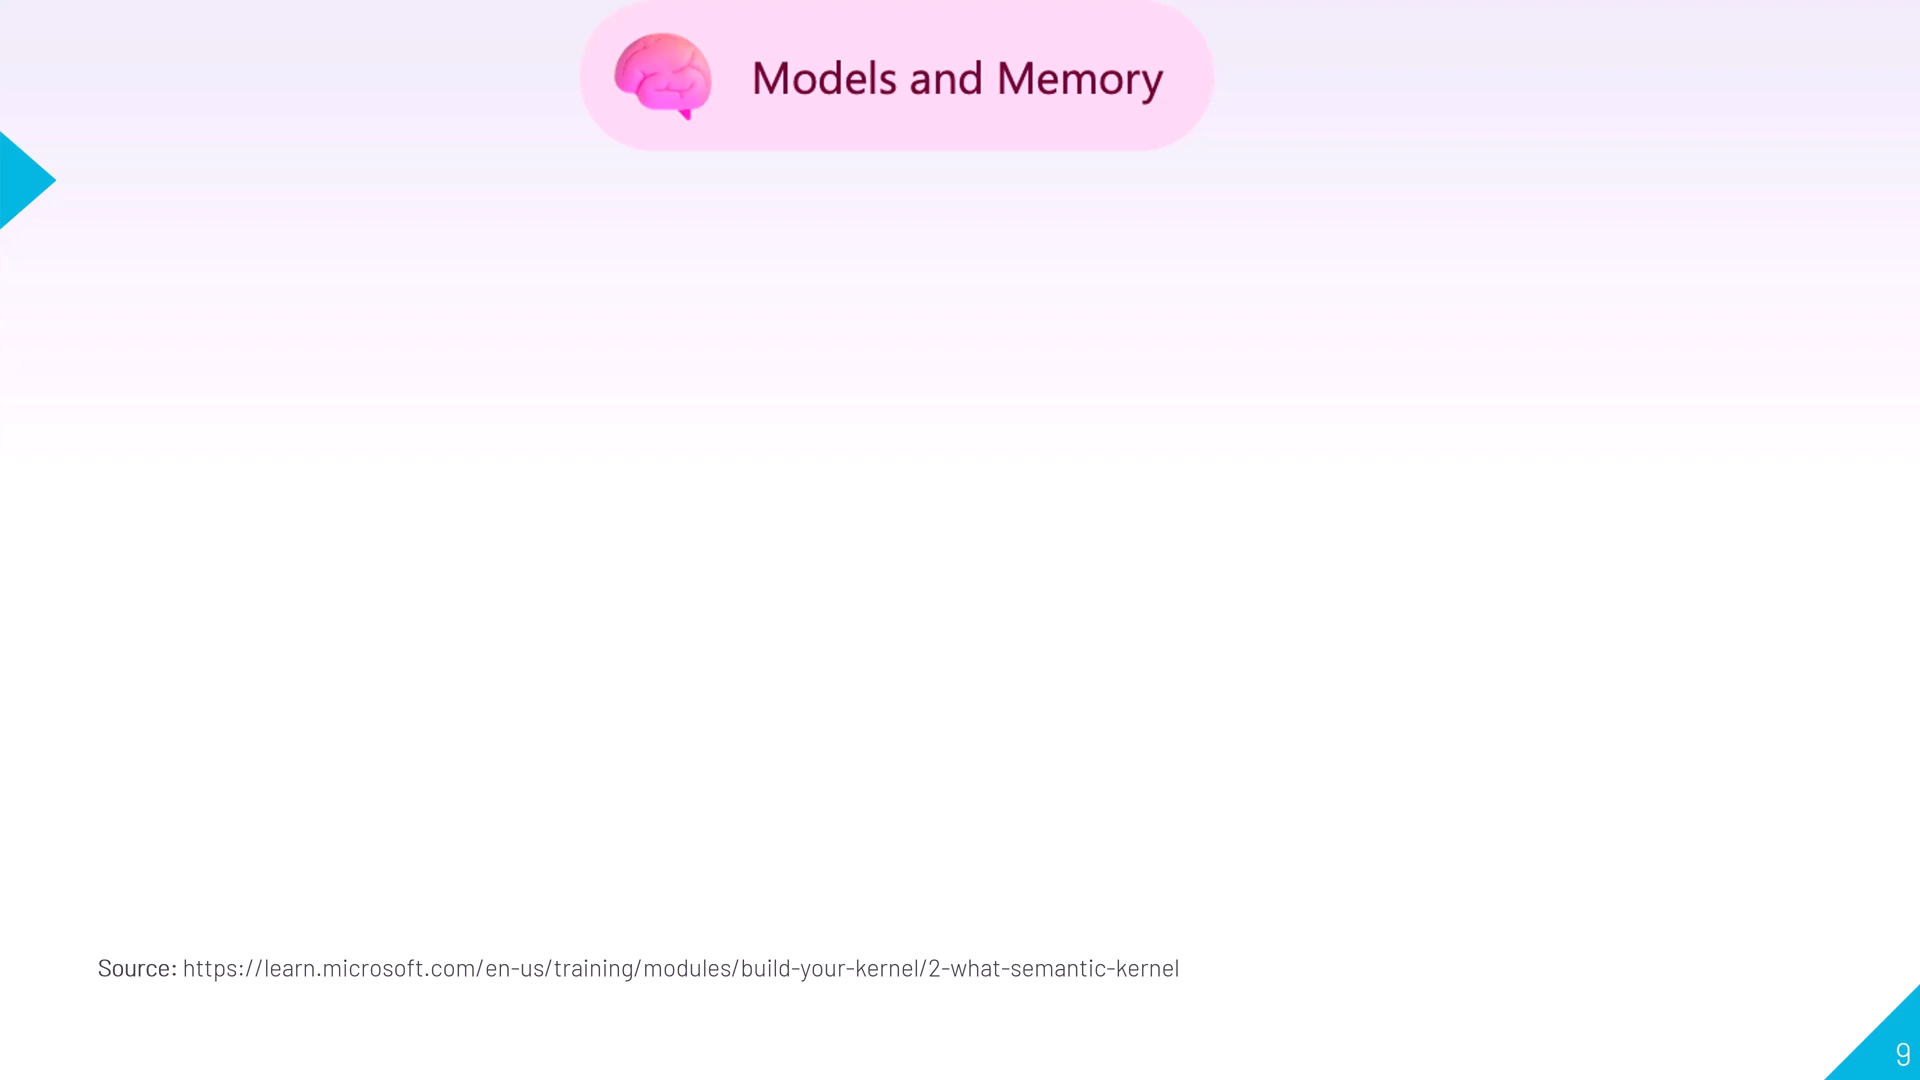 Models and Memory
Source: https://learn.microsoft.com/en-us/training/modules/build-your-kernel/2-what-semantic-kernel
9